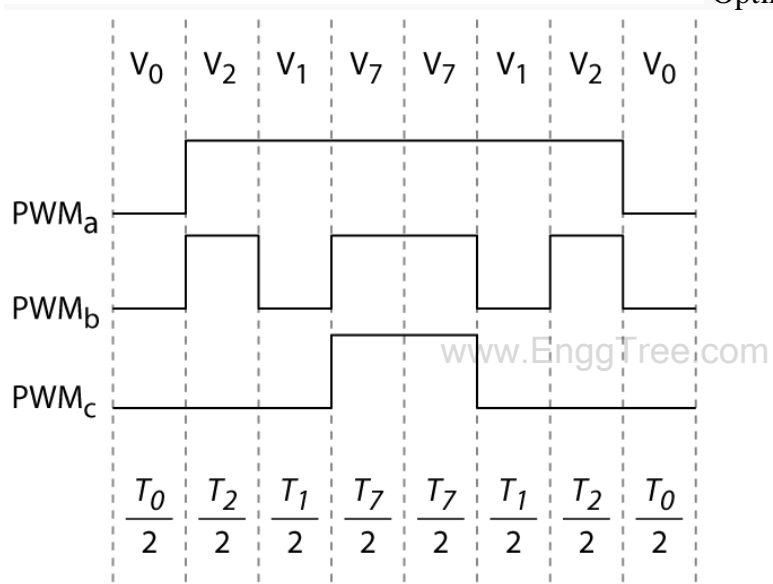 Optim
V0 V2 V1 V7 V7 V1 V2 V0
PWMa
PWMb
www.EnggTree.com
PWMc
T0/2 T2/2 T1/2 T7/2 T7/2 T1/2 T2/2 T0/2